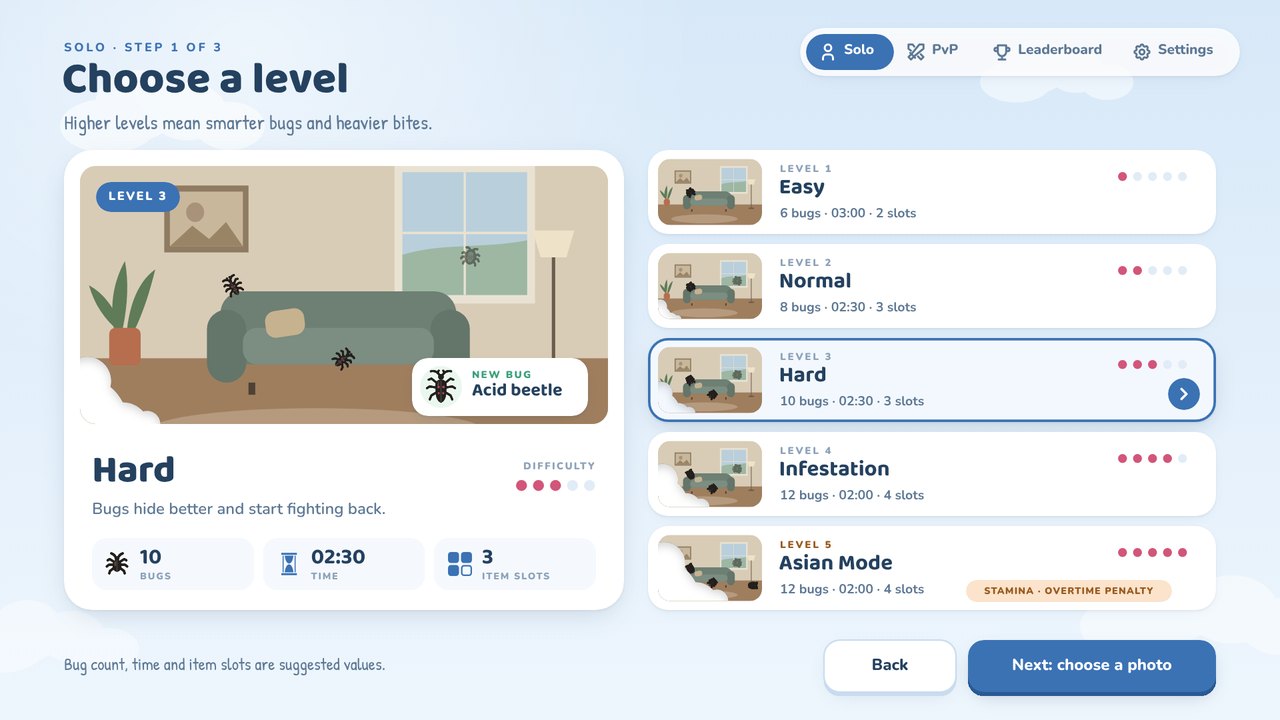 SOLO · STEP 1 OF 3
Choose a level
Higher levels mean smarter bugs and heavier bites.
Solo
PvP
Leaderboard
Settings
LEVEL 3
NEW BUG
Acid beetle
Hard
DIFFICULTY
Bugs hide better and start fighting back.
10
BUGS
02:30
TIME
3
ITEM SLOTS
LEVEL 1
Easy
6 bugs · 03:00 · 2 slots
LEVEL 2
Normal
8 bugs · 02:30 · 3 slots
LEVEL 3
Hard
10 bugs · 02:30 · 3 slots
LEVEL 4
Infestation
12 bugs · 02:00 · 4 slots
LEVEL 5
Asian Mode
12 bugs · 02:00 · 4 slots
STAMINA · OVERTIME PENALTY
Bug count, time and item slots are suggested values.
Back
Next: choose a photo